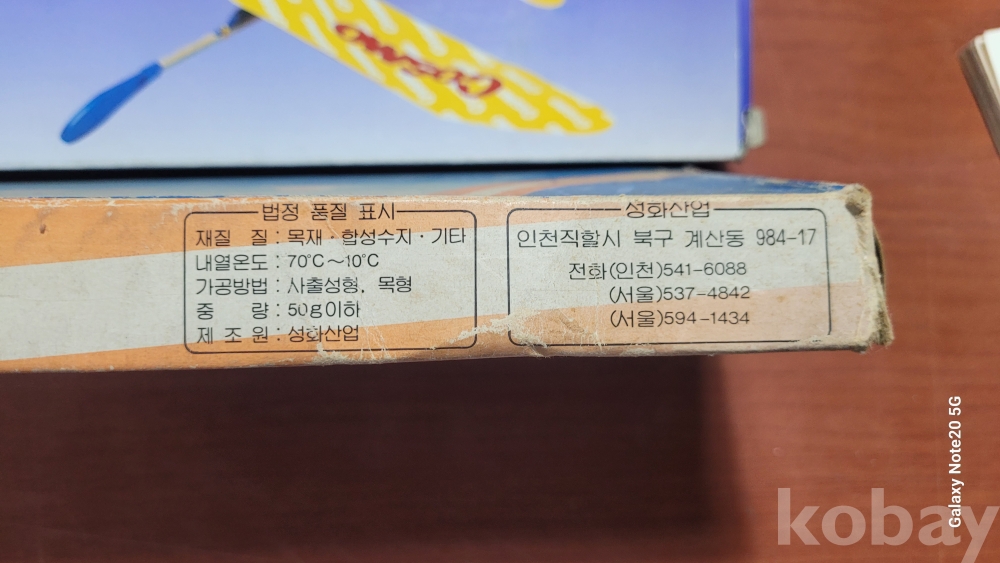 COSMO
법정 품질 표시
재질 질 : 목재 · 합성수지 · 기타
내열온도 : 70℃~10℃
가공방법 : 사출성형, 목형
중 량 : 50g이하
제 조 원 : 성화산업
성화산업
인천직할시 북구 계산동 984-17
전화(인천)541-6088
(서울)537-4842
(서울)594-1434
Galaxy Note20 5G
kobay